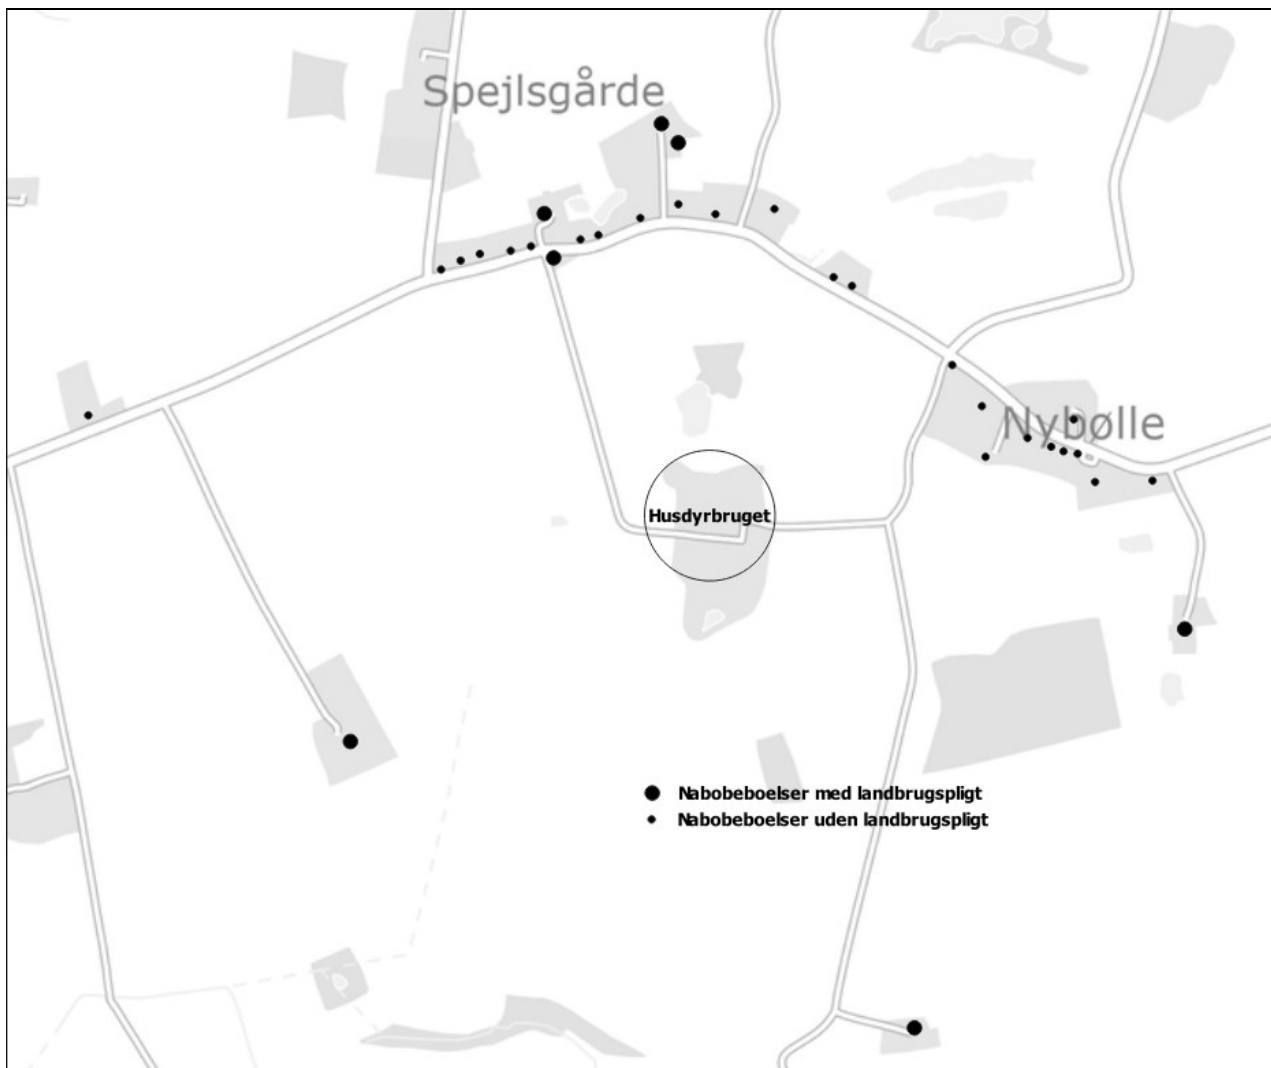 Spejlsgårde
Nybølle
Husdyrbruget
Nabobeboelser med landbrugspligt
Nabobeboelser uden landbrugspligt